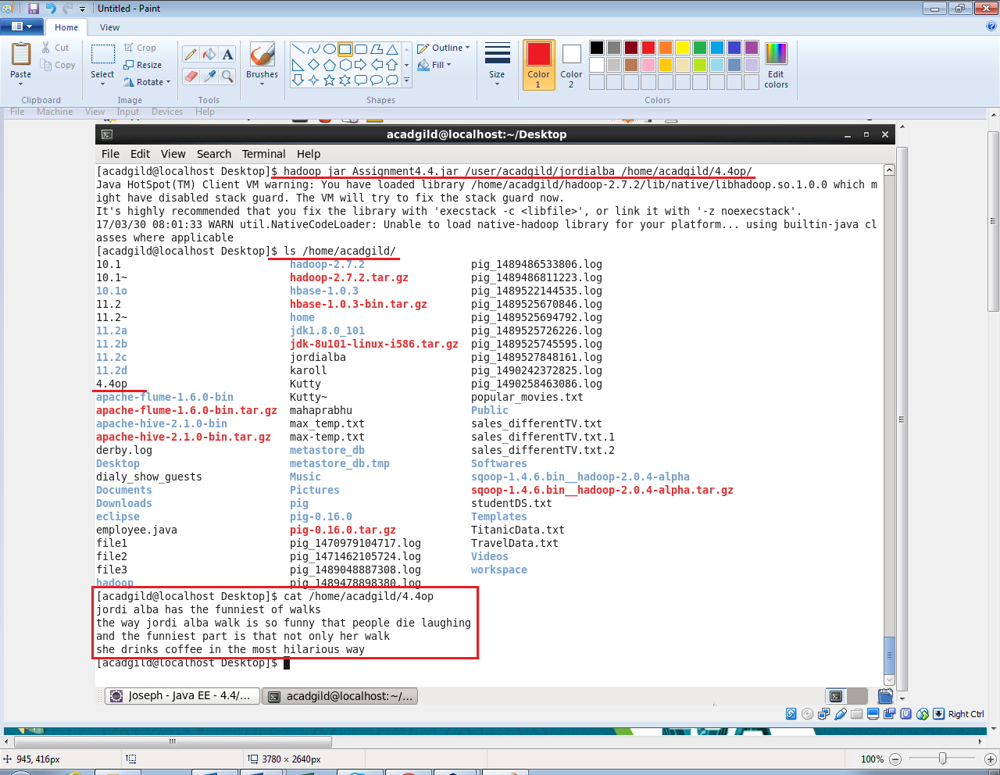 Untitled - Paint
Home
View
Paste
Cut
Copy
Clipboard
Select
Crop
Resize
Rotate
Image
Tools
Brushes
Shapes
Outline
Fill
Size
Color 1
Color 2
Edit colors
Colors
File Machine View Input Devices Help
acadgild@localhost:~/Desktop
File Edit View Search Terminal Help
[acadgild@localhost Desktop]$ hadoop jar Assignment4.4.jar /user/acadgild/jordialba /home/acadgild/4.4op/
Java HotSpot(TM) Client VM warning: You have loaded library /home/acadgild/hadoop-2.7.2/lib/native/libhadoop.so.1.0.0 which m
ight have disabled stack guard. The VM will try to fix the stack guard now.
It's highly recommended that you fix the library with 'execstack -c <libfile>', or link it with '-z noexecstack'.
17/03/30 08:01:33 WARN util.NativeCodeLoader: Unable to load native-hadoop library for your platform... using builtin-java cl
asses where applicable
[acadgild@localhost Desktop]$ ls /home/acadgild/
10.1 hadoop-2.7.2 pig_1489486533806.log
10.1~ hadoop-2.7.2.tar.gz pig_1489486811223.log
10.1o hbase-1.0.3 pig_1489522144535.log
11.2 hbase-1.0.3-bin.tar.gz pig_1489525670846.log
11.2~ home pig_1489525694792.log
11.2a jdk1.8.0_101 pig_1489525726226.log
11.2b jdk-8u101-linux-i586.tar.gz pig_1489525745595.log
11.2c jordialba pig_1489527848161.log
11.2d karoll pig_1490242372825.log
4.4op Kutty pig_1490258463086.log
apache-flume-1.6.0-bin Kutty~ popular_movies.txt
apache-flume-1.6.0-bin.tar.gz mahaprabhu Public
apache-hive-2.1.0-bin max_temp.txt sales_differentTV.txt
apache-hive-2.1.0-bin.tar.gz max-temp.txt sales_differentTV.txt.1
derby.log metastore_db sales_differentTV.txt.2
Desktop metastore_db.tmp Softwares
dialy_show_guests Music sqoop-1.4.6.bin__hadoop-2.0.4-alpha
Documents Pictures sqoop-1.4.6.bin__hadoop-2.0.4-alpha.tar.gz
Downloads pig studentDS.txt
eclipse pig-0.16.0 Templates
employee.java pig-0.16.0.tar.gz TitanicData.txt
file1 pig_1470979104717.log TravelData.txt
file2 pig_1471462105724.log Videos
file3 pig_1489048887308.log workspace
hadoop pig_1489478898380.log
[acadgild@localhost Desktop]$ cat /home/acadgild/4.4op
jordi alba has the funniest of walks
the way jordi alba walk is so funny that people die laughing
and the funniest part is that not only her walk
she drinks coffee in the most hilarious way
[acadgild@localhost Desktop]$
Joseph - Java EE - 4.4/...
acadgild@localhost:~/...
Right Ctrl
945, 416px
3780 × 2640px
100%